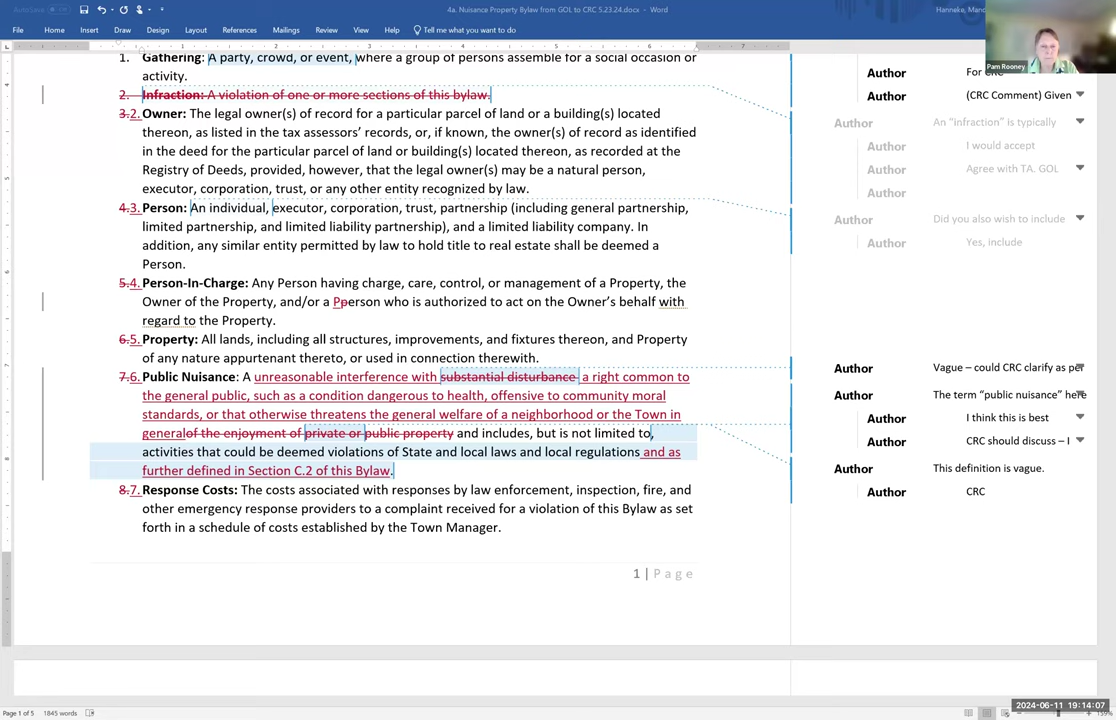 AutoSave
4a. Nuisance Property Bylaw from GOL to CRC 5.23.24.docx - Word
Hanneke,
File Home Insert Draw Design Layout References Mailings Review View Help Tell me what you want to do
Pam Rooney
1. Gathering: A party, crowd, or event, where a group of persons assemble for a social occasion or
activity.
2. Infraction: A violation of one or more sections of this bylaw.
3.2. Owner: The legal owner(s) of record for a particular parcel of land or a building(s) located
thereon, as listed in the tax assessors’ records, or, if known, the owner(s) of record as identified
in the deed for the particular parcel of land or building(s) located thereon, as recorded at the
Registry of Deeds, provided, however, that the legal owner(s) may be a natural person,
executor, corporation, trust, or any other entity recognized by law.
4.3. Person: An individual, executor, corporation, trust, partnership (including general partnership,
limited partnership, and limited liability partnership), and a limited liability company. In
addition, any similar entity permitted by law to hold title to real estate shall be deemed a
Person.
5.4. Person-In-Charge: Any Person having charge, care, control, or management of a Property, the
Owner of the Property, and/or a Pperson who is authorized to act on the Owner’s behalf with
regard to the Property.
6.5. Property: All lands, including all structures, improvements, and fixtures thereon, and Property
of any nature appurtenant thereto, or used in connection therewith.
7.6. Public Nuisance: A unreasonable interference with substantial disturbance a right common to
the general public, such as a condition dangerous to health, offensive to community moral
standards, or that otherwise threatens the general welfare of a neighborhood or the Town in
generalof the enjoyment of private or public property and includes, but is not limited to,
activities that could be deemed violations of State and local laws and local regulations and as
further defined in Section C.2 of this Bylaw.
8.7. Response Costs: The costs associated with responses by law enforcement, inspection, fire, and
other emergency response providers to a complaint received for a violation of this Bylaw as set
forth in a schedule of costs established by the Town Manager.
1 | Page
Author For CRC
Author (CRC Comment) Given
Author An “Infraction” is typically
Author I would accept
Author Agree with TA. GOL
Author
Author Did you also wish to include
Author Yes, include
Author Vague – could CRC clarify as per
Author The term “public nuisance” here
Author I think this is best
Author CRC should discuss – I
Author This definition is vague.
Author CRC
Page 1 of 5 1845 words
2024-06-11 19:14:07